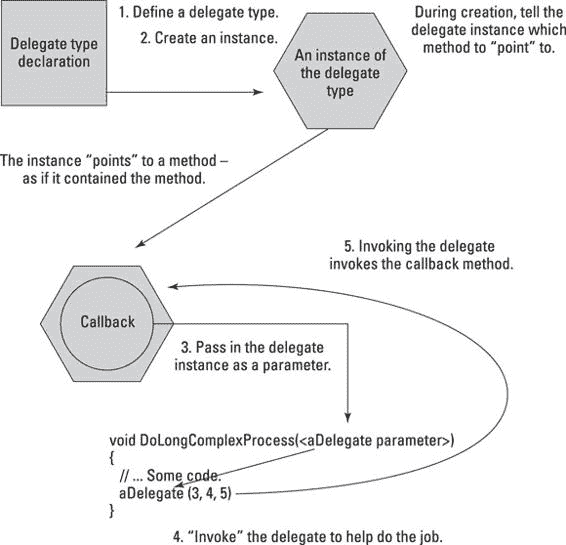 Delegate type
declaration
1. Define a delegate type.
2. Create an instance.
An instance of
the delegate
type
During creation, tell the
delegate instance which
method to “point” to.
The instance “points” to a method –
as if it contained the method.
5. Invoking the delegate
invokes the callback method.
Callback
3. Pass in the delegate
instance as a parameter.
void DoLongComplexProcess(<aDelegate parameter>)
{
// ... Some code.
aDelegate (3, 4, 5)
}
4. “Invoke” the delegate to help do the job.